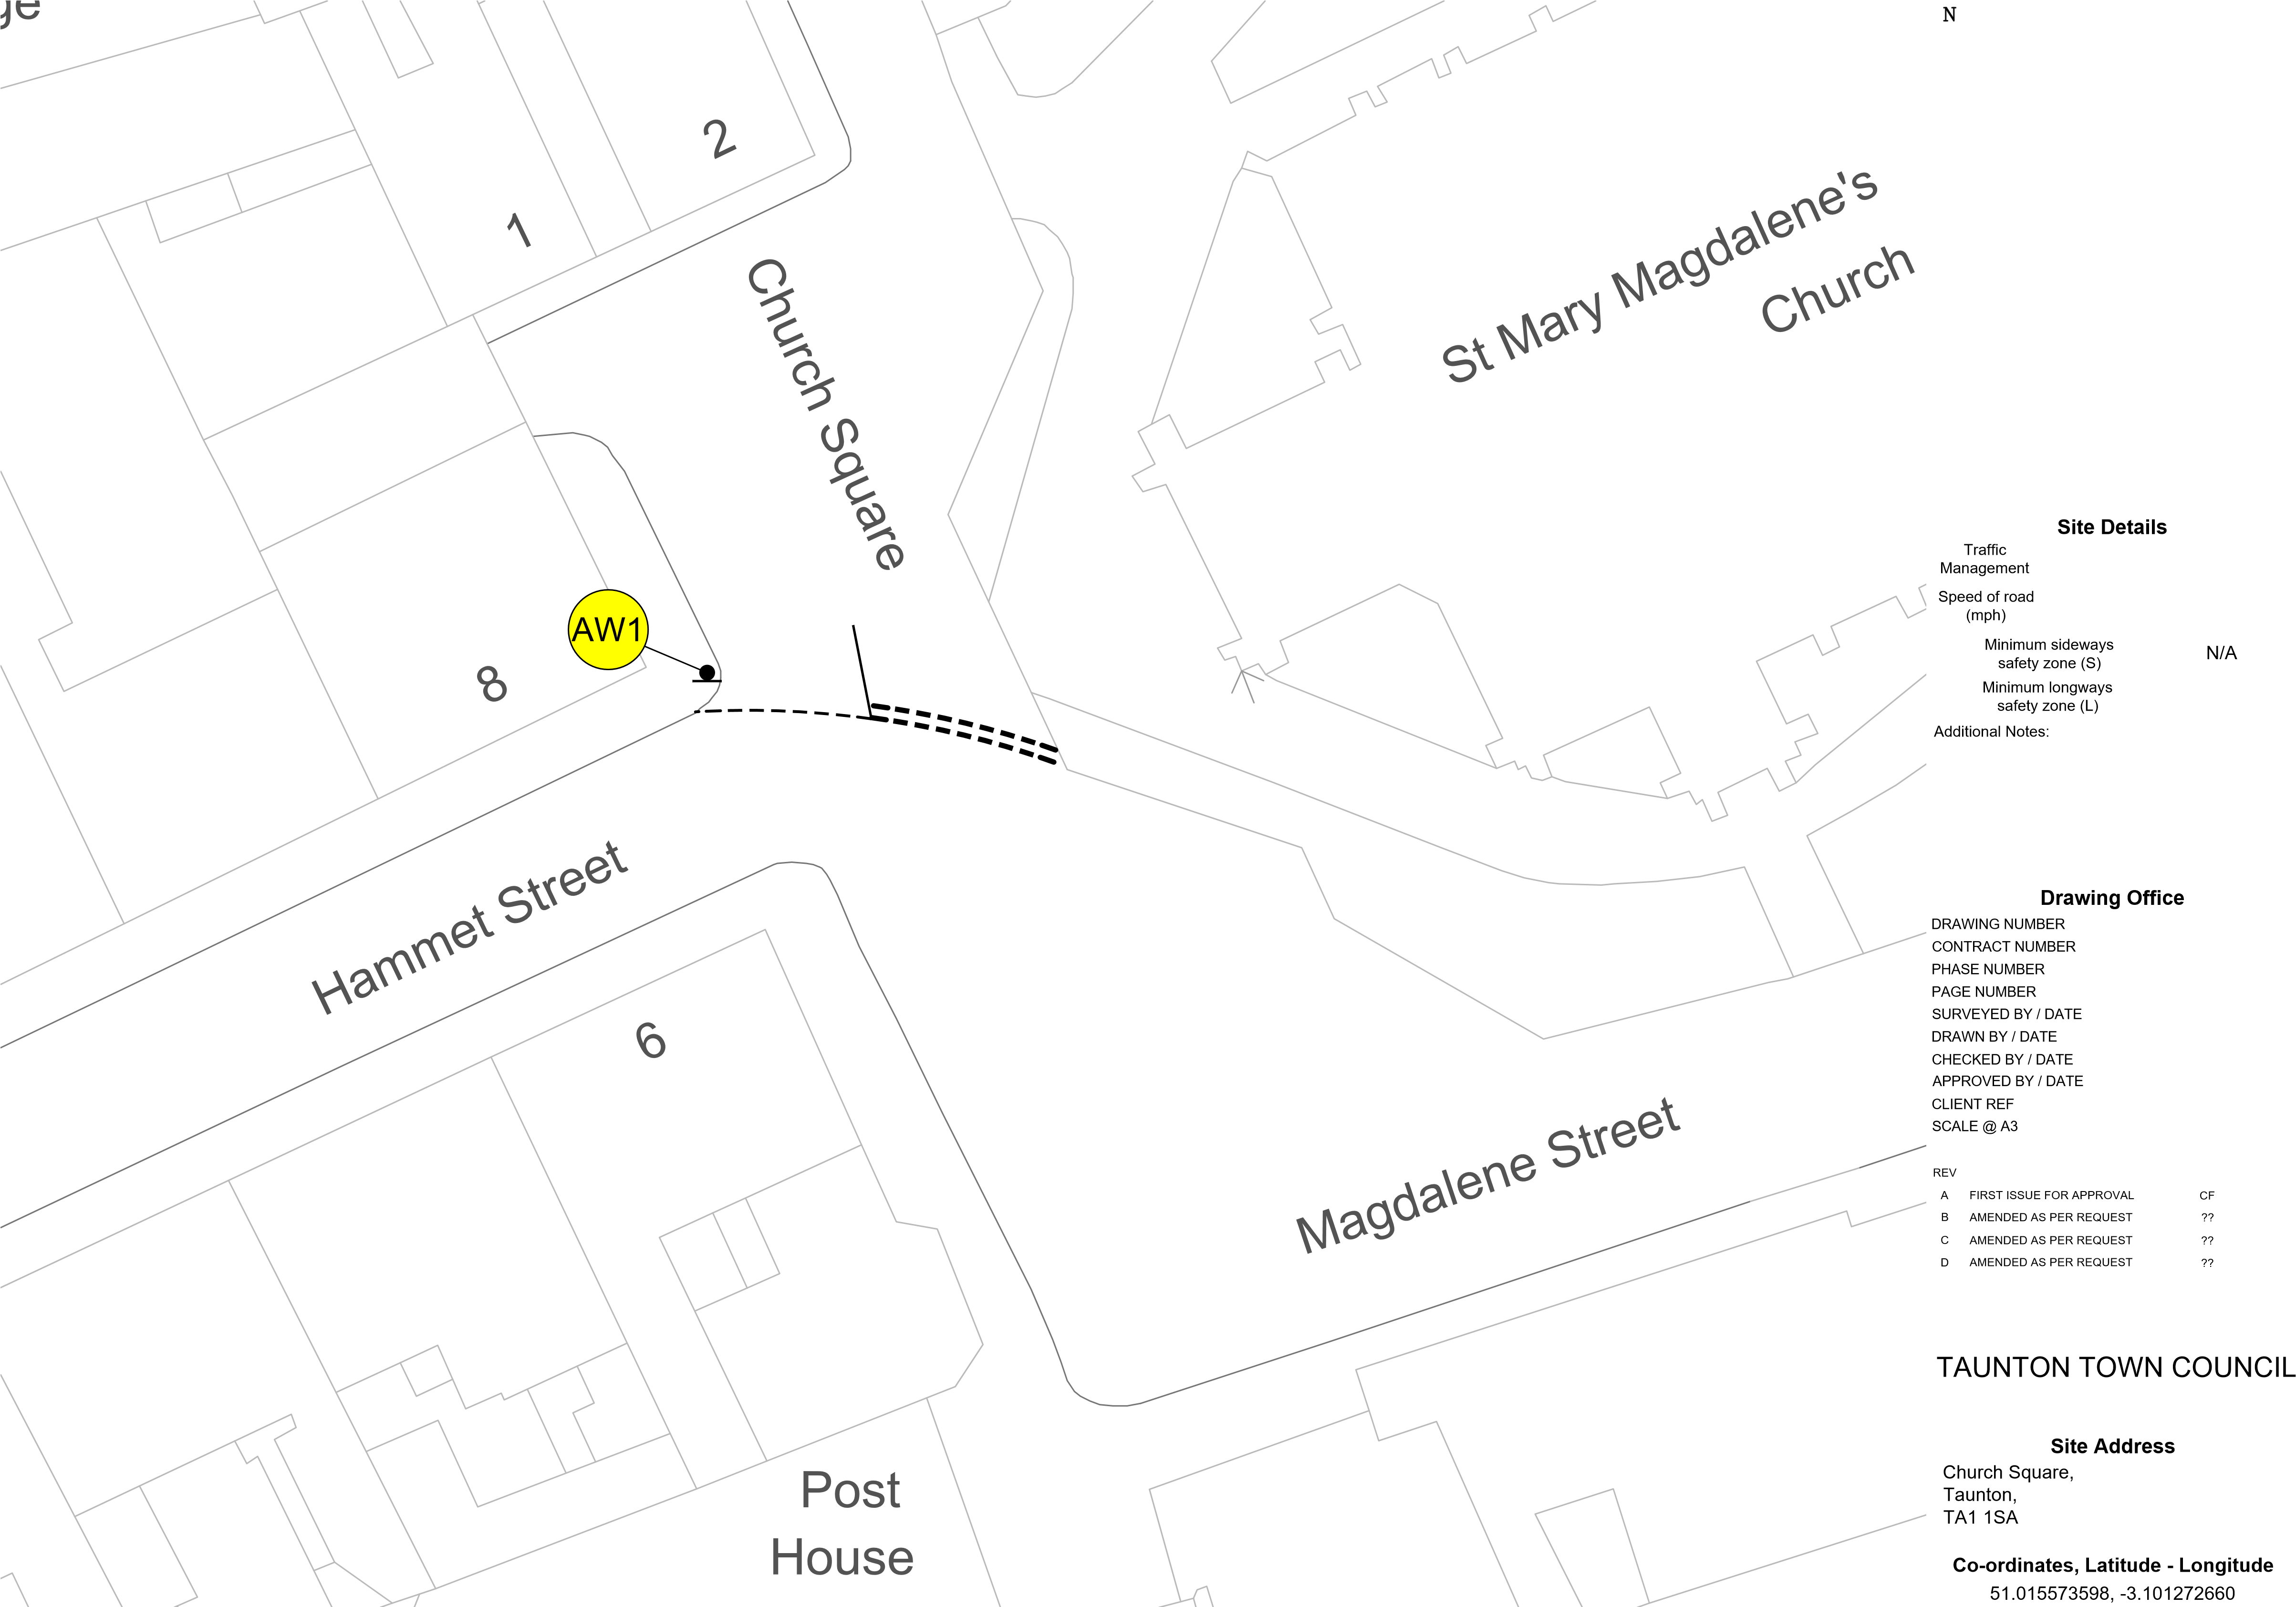 N
2
1
Church Square
St Mary Magdalene's
Church
AW1
8
Hammet Street
6
Magdalene Street
Post
House
Site Details
Traffic
Management
Speed of road
(mph)
Minimum sideways
safety zone (S)
N/A
Minimum longways
safety zone (L)
Additional Notes:
Drawing Office
DRAWING NUMBER
CONTRACT NUMBER
PHASE NUMBER
PAGE NUMBER
SURVEYED BY / DATE
DRAWN BY / DATE
CHECKED BY / DATE
APPROVED BY / DATE
CLIENT REF
SCALE @ A3
REV
A FIRST ISSUE FOR APPROVAL CF
B AMENDED AS PER REQUEST ??
C AMENDED AS PER REQUEST ??
D AMENDED AS PER REQUEST ??
TAUNTON TOWN COUNCIL
Site Address
Church Square,
Taunton,
TA1 1SA
Co-ordinates, Latitude - Longitude
51.015573598, -3.101272660